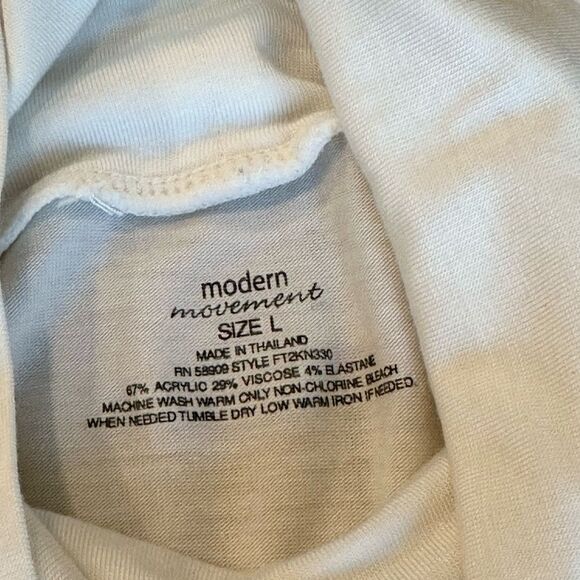 modern
movement
SIZE L
MADE IN THAILAND
RN 58909 STYLE FT2KN330
67% ACRYLIC 29% VISCOSE 4% ELASTANE
MACHINE WASH WARM ONLY NON-CHLORINE BLEACH
WHEN NEEDED TUMBLE DRY LOW WARM IRON IF NEEDED.